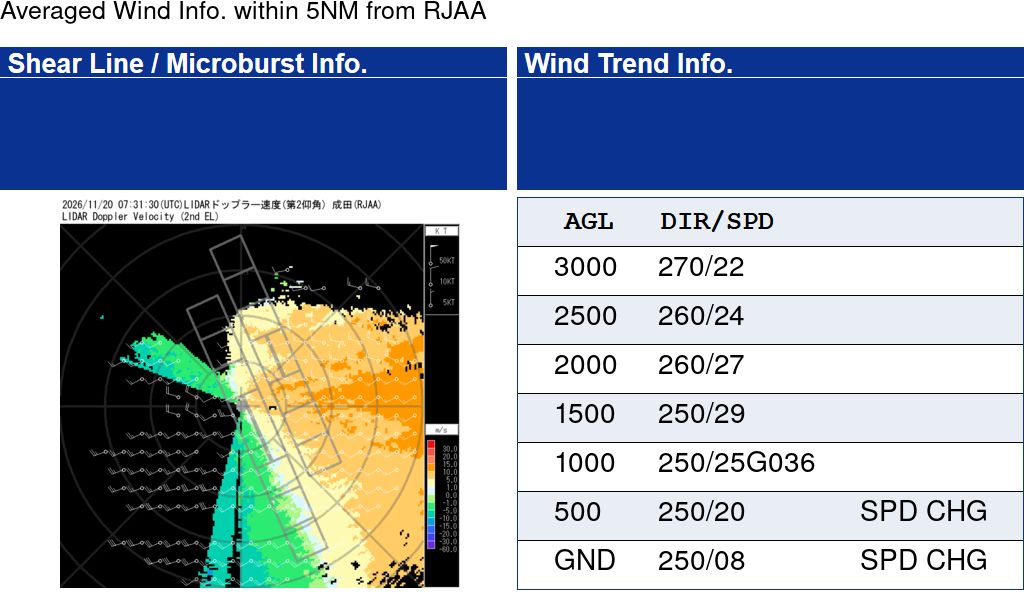 Averaged Wind Info. within 5NM from RJAA
Shear Line / Microburst Info.
Wind Trend Info.
2026/11/20 07:31:30(UTC)LIDARドップラー速度(第2仰角) 成田(RJAA)
LIDAR Doppler Velocity (2nd EL)
K T
50KT
10KT
5KT
m/s
30.0
20.0
15.0
10.0
5.0
1.0
0.0
-1.0
-5.0
-10.0
-15.0
-20.0
-30.0
-60.0
AGL DIR/SPD
3000 270/22
2500 260/24
2000 260/27
1500 250/29
1000 250/25G036
500 250/20 SPD CHG
GND 250/08 SPD CHG